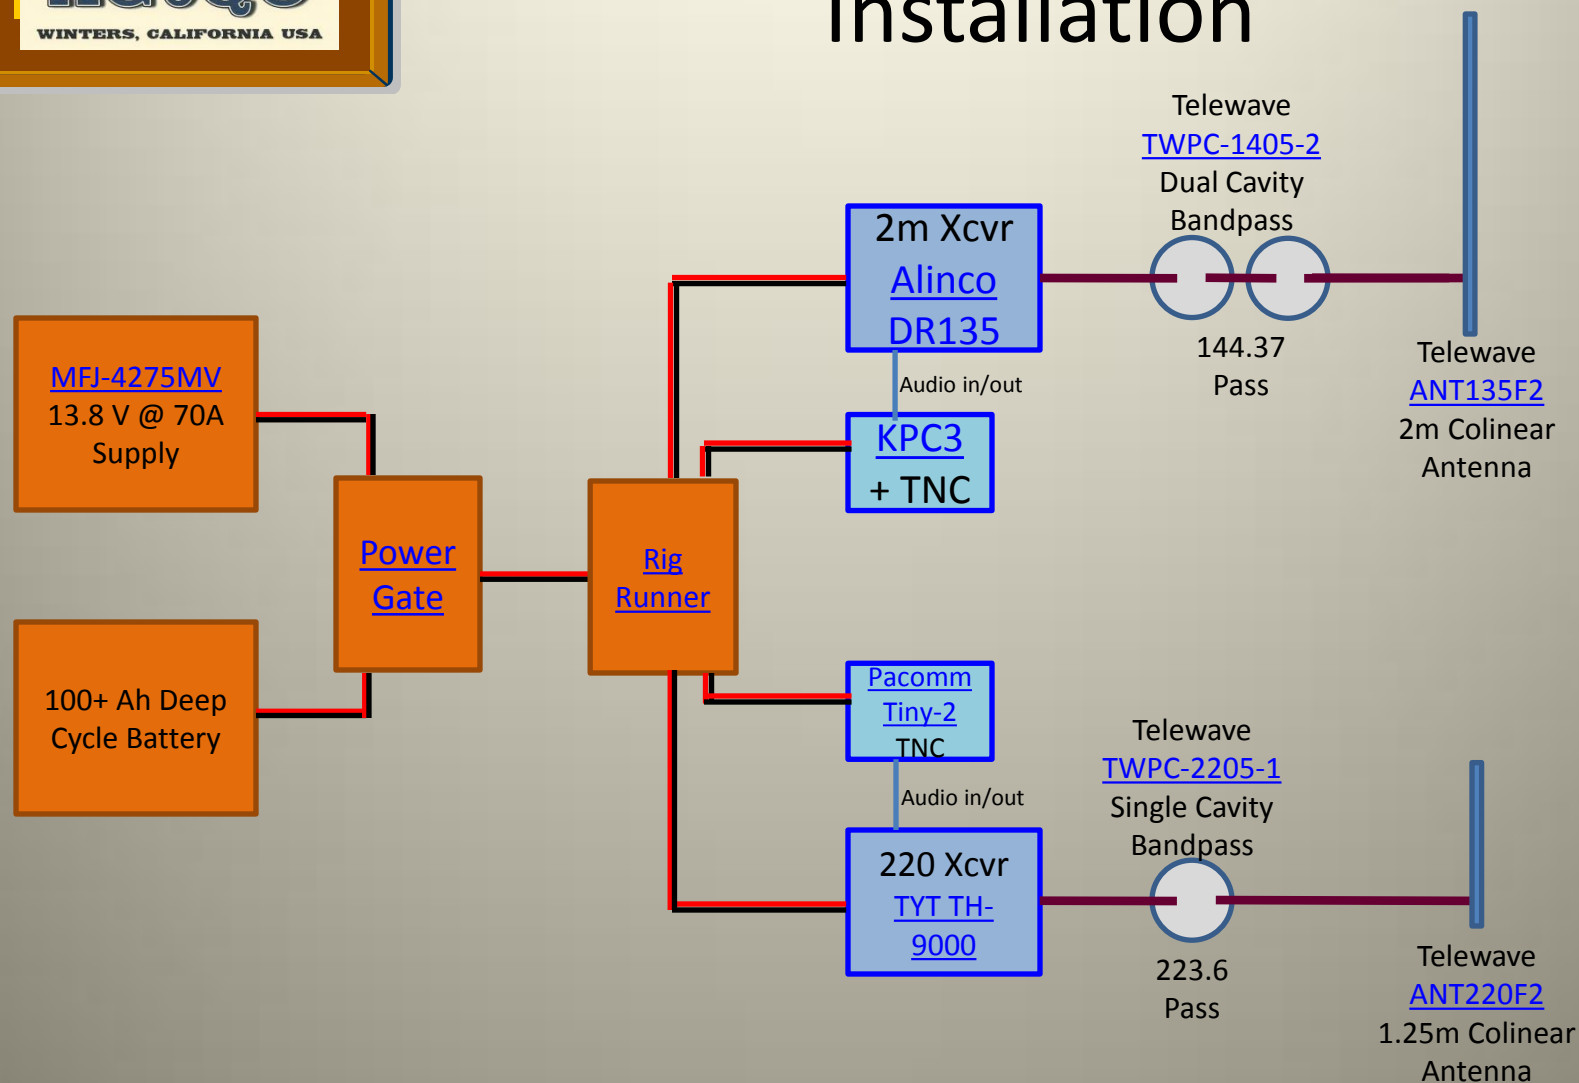 Installation
WINTERS, CALIFORNIA USA
Telewave
TWPC-1405-2
Dual Cavity
Bandpass
2m Xcvr
Alinco
DR135
144.37
Pass
Telewave
ANT135F2
2m Colinear
Antenna
Audio in/out
KPC3
+ TNC
MFJ-4275MV
13.8 V @ 70A
Supply
Power
Gate
Rig
Runner
100+ Ah Deep
Cycle Battery
Pacomm
Tiny-2
TNC
Audio in/out
220 Xcvr
TYT TH-
9000
Telewave
TWPC-2205-1
Single Cavity
Bandpass
223.6
Pass
Telewave
ANT220F2
1.25m Colinear
Antenna